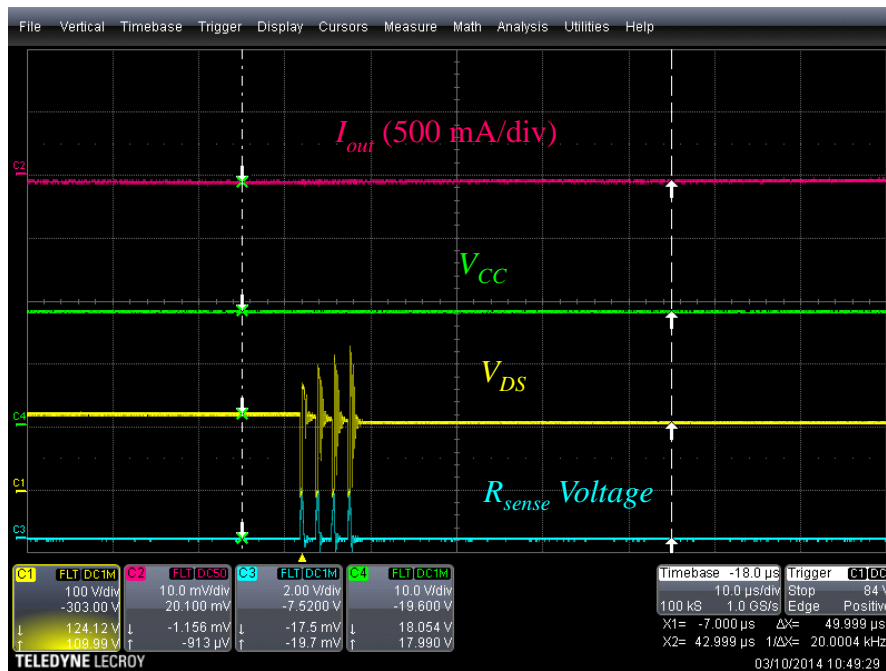 File Vertical Timebase Trigger Display Cursors Measure Math Analysis Utilities Help
I_out (500 mA/div)
C2
V_CC
V_DS
C4
C1
R_sense Voltage
C3
C1 FLT DC1M
100 V/div
-303.00 V
124.12 V
109.99 V
C2 FLT DC50
10.0 mV/div
20.100 mV
-1.156 mV
-913 µV
C3 FLT DC1M
2.00 V/div
-7.5200 V
-17.5 mV
-19.7 mV
C4 FLT DC1M
10.0 V/div
-19.600 V
18.054 V
17.990 V
Timebase -18.0 µs
10.0 µs/div
100 kS 1.0 GS/s
Trigger C1 DC
Stop 84 V
Edge Positive
X1= -7.000 µs ΔX= 49.999 µs
X2= 42.999 µs 1/ΔX= 20.0004 kHz
TELEDYNE LECROY
03/10/2014 10:49:29